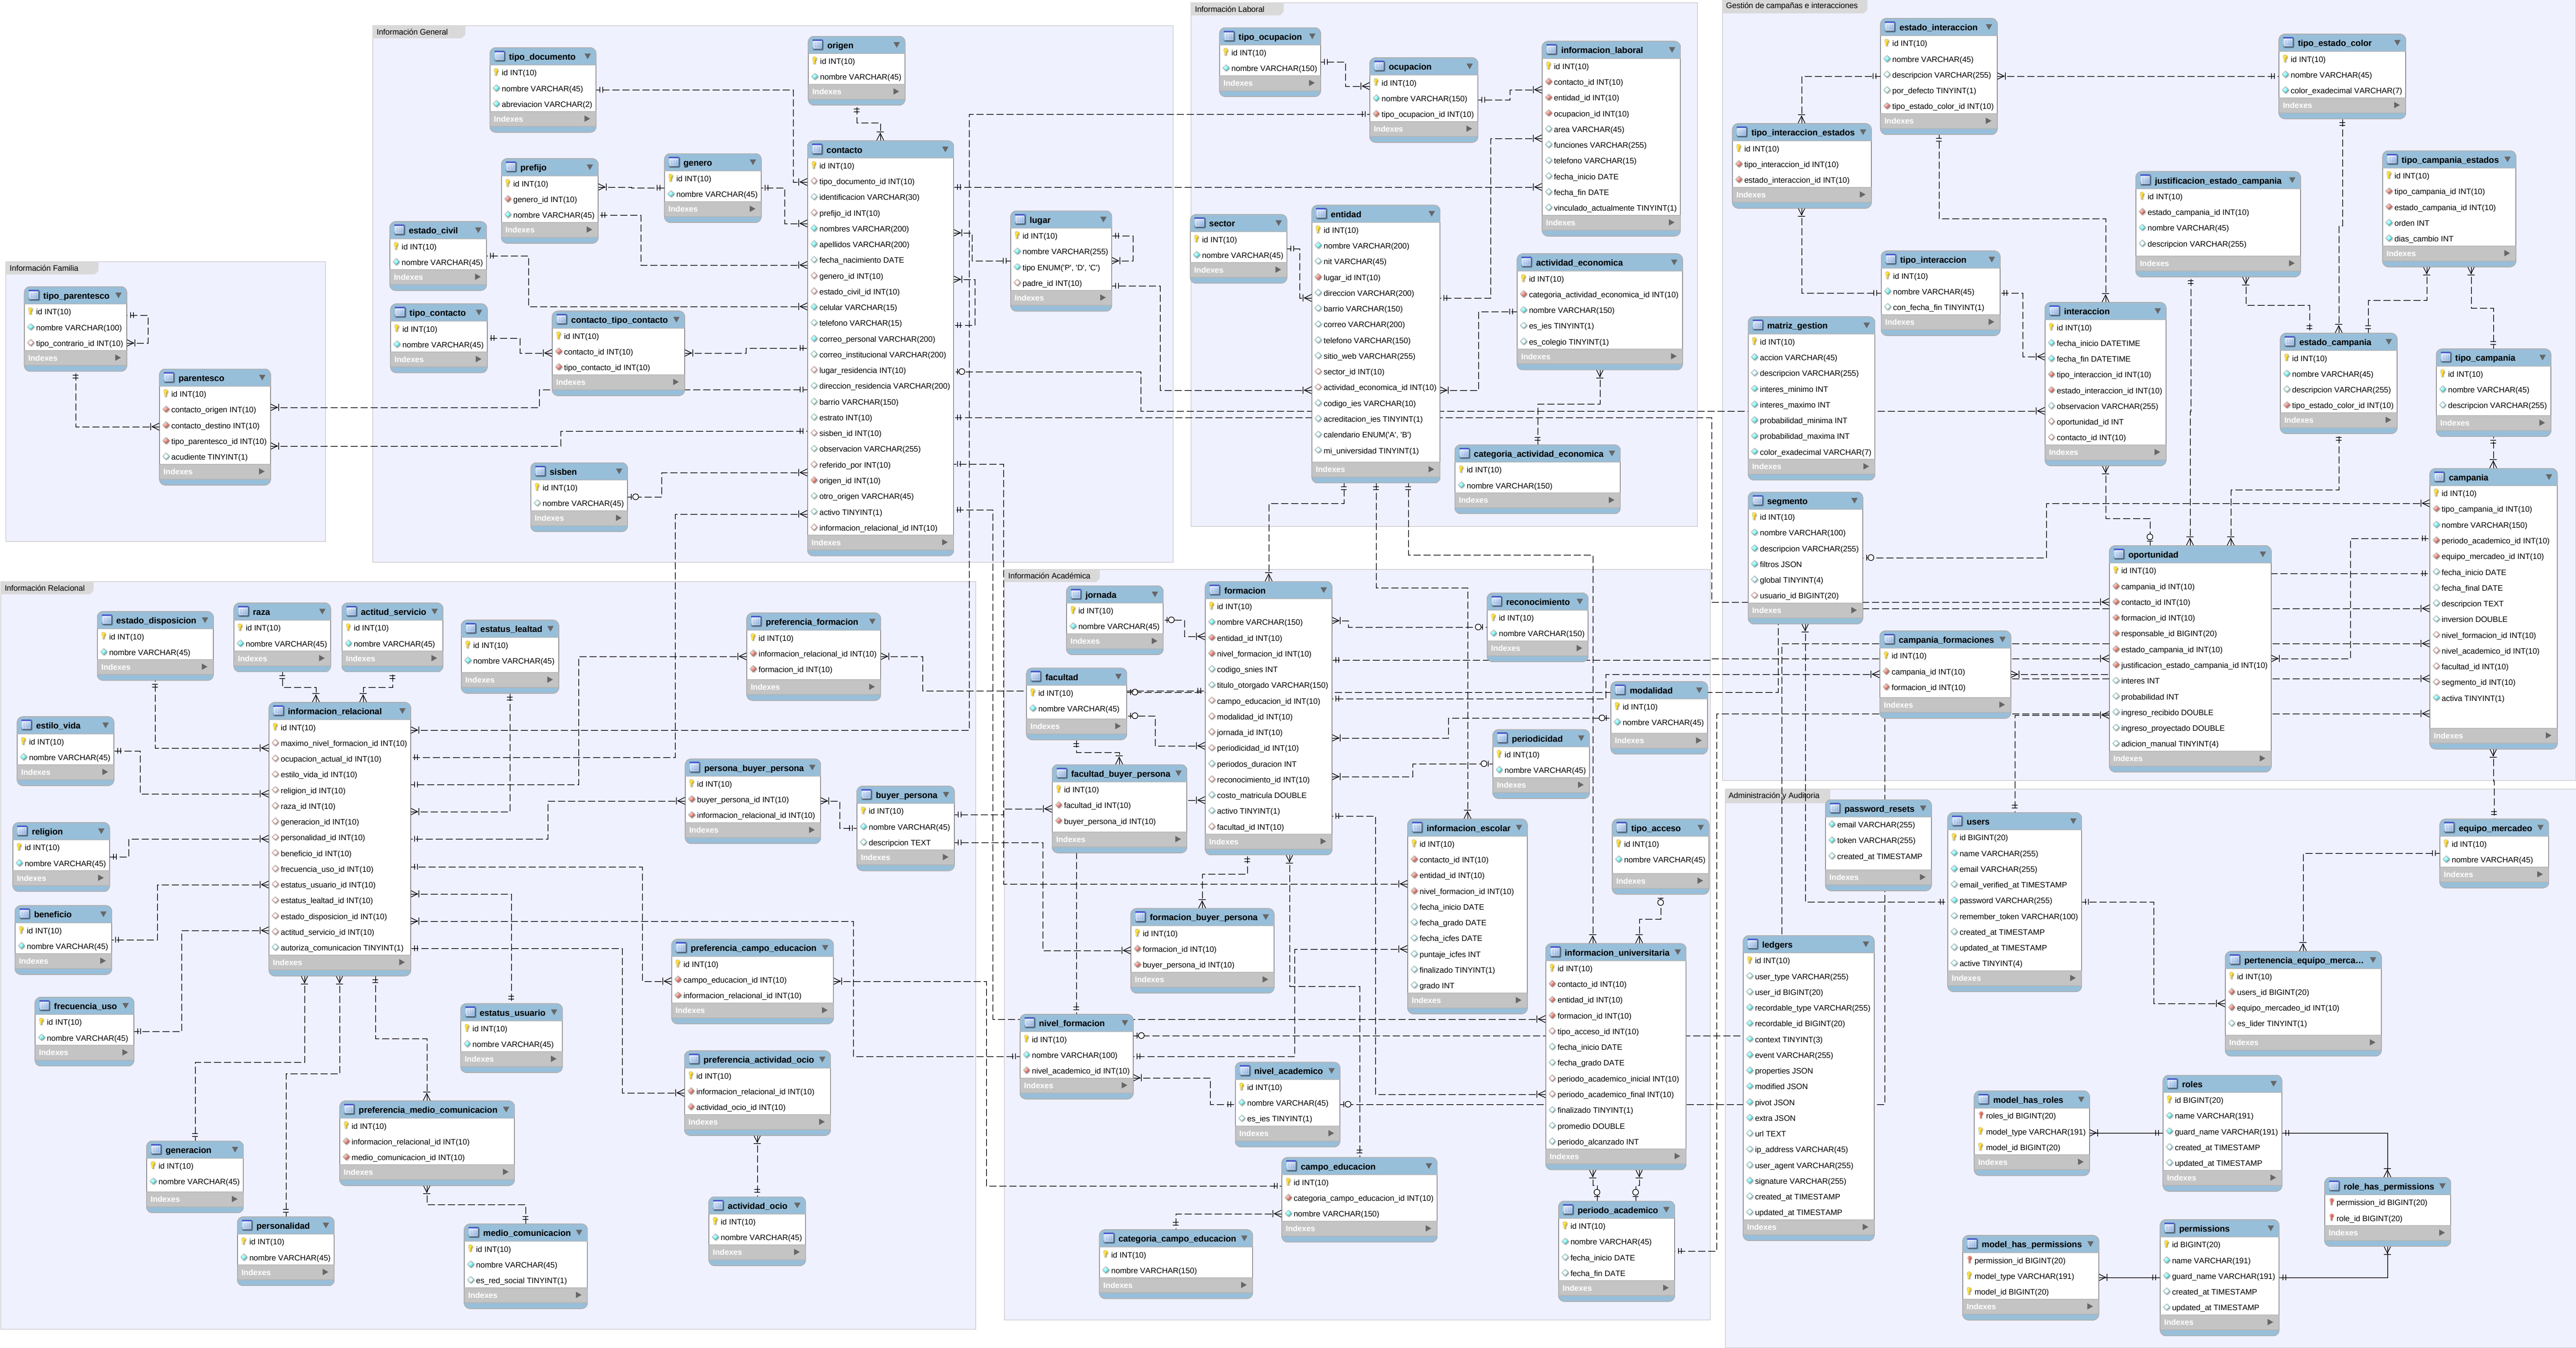 Información General
tipo_documento
id INT(10)
nombre VARCHAR(45)
abreviacion VARCHAR(2)
Indexes
origen
id INT(10)
nombre VARCHAR(45)
Indexes
prefijo
id INT(10)
genero_id INT(10)
nombre VARCHAR(45)
Indexes
genero
id INT(10)
nombre VARCHAR(45)
Indexes
estado_civil
id INT(10)
nombre VARCHAR(45)
Indexes
tipo_contacto
id INT(10)
nombre VARCHAR(45)
Indexes
contacto_tipo_contacto
id INT(10)
contacto_id INT(10)
tipo_contacto_id INT(10)
Indexes
sisben
id INT(10)
nombre VARCHAR(45)
Indexes
contacto
id INT(10)
tipo_documento_id INT(10)
identificacion VARCHAR(30)
prefijo_id INT(10)
nombres VARCHAR(200)
apellidos VARCHAR(200)
fecha_nacimiento DATE
genero_id INT(10)
estado_civil_id INT(10)
celular VARCHAR(15)
telefono VARCHAR(15)
correo_personal VARCHAR(200)
correo_institucional VARCHAR(200)
lugar_residencia INT(10)
direccion_residencia VARCHAR(200)
barrio VARCHAR(150)
estrato INT(10)
sisben_id INT(10)
observacion VARCHAR(255)
referido_por INT(10)
origen_id INT(10)
otro_origen VARCHAR(45)
activo TINYINT(1)
informacion_relacional_id INT(10)
Indexes
lugar
id INT(10)
nombre VARCHAR(255)
tipo ENUM('P', 'D', 'C')
padre_id INT(10)
Indexes
Información Familia
tipo_parentesco
id INT(10)
nombre VARCHAR(100)
tipo_contrario_id INT(10)
Indexes
parentesco
id INT(10)
contacto_origen INT(10)
contacto_destino INT(10)
tipo_parentesco_id INT(10)
acudiente TINYINT(1)
Indexes
Información Laboral
tipo_ocupacion
id INT(10)
nombre VARCHAR(150)
Indexes
ocupacion
id INT(10)
nombre VARCHAR(150)
tipo_ocupacion_id INT(10)
Indexes
informacion_laboral
id INT(10)
contacto_id INT(10)
entidad_id INT(10)
ocupacion_id INT(10)
area VARCHAR(45)
funciones VARCHAR(255)
telefono VARCHAR(15)
fecha_inicio DATE
fecha_fin DATE
vinculado_actualmente TINYINT(1)
Indexes
sector
id INT(10)
nombre VARCHAR(45)
Indexes
entidad
id INT(10)
nombre VARCHAR(200)
nit VARCHAR(45)
lugar_id INT(10)
direccion VARCHAR(200)
barrio VARCHAR(150)
correo VARCHAR(200)
telefono VARCHAR(150)
sitio_web VARCHAR(255)
sector_id INT(10)
actividad_economica_id INT(10)
codigo_ies VARCHAR(10)
acreditacion_ies TINYINT(1)
calendario ENUM('A', 'B')
mi_universidad TINYINT(1)
Indexes
actividad_economica
id INT(10)
categoria_actividad_economica_id INT(10)
nombre VARCHAR(150)
es_ies TINYINT(1)
es_colegio TINYINT(1)
Indexes
categoria_actividad_economica
id INT(10)
nombre VARCHAR(150)
Indexes
Gestión de campañas e interacciones
estado_interaccion
id INT(10)
nombre VARCHAR(45)
descripcion VARCHAR(255)
por_defecto TINYINT(1)
tipo_estado_color_id INT(10)
Indexes
tipo_estado_color
id INT(10)
nombre VARCHAR(45)
color_exadecimal VARCHAR(7)
Indexes
tipo_interaccion_estados
id INT(10)
tipo_interaccion_id INT(10)
estado_interaccion_id INT(10)
Indexes
justificacion_estado_campania
id INT(10)
estado_campania_id INT(10)
nombre VARCHAR(45)
descripcion VARCHAR(255)
Indexes
tipo_campania_estados
id INT(10)
tipo_campania_id INT(10)
estado_campania_id INT(10)
orden INT
dias_cambio INT
Indexes
tipo_interaccion
id INT(10)
nombre VARCHAR(45)
con_fecha_fin TINYINT(1)
Indexes
matriz_gestion
id INT(10)
accion VARCHAR(45)
descripcion VARCHAR(255)
interes_minimo INT
interes_maximo INT
probabilidad_minima INT
probabilidad_maxima INT
color_exadecimal VARCHAR(7)
Indexes
interaccion
id INT(10)
fecha_inicio DATETIME
fecha_fin DATETIME
tipo_interaccion_id INT(10)
estado_interaccion_id INT(10)
observacion VARCHAR(255)
oportunidad_id INT
contacto_id INT(10)
Indexes
estado_campania
id INT(10)
nombre VARCHAR(45)
descripcion VARCHAR(255)
tipo_estado_color_id INT(10)
Indexes
tipo_campania
id INT(10)
nombre VARCHAR(45)
descripcion VARCHAR(255)
Indexes
segmento
id INT(10)
nombre VARCHAR(100)
descripcion VARCHAR(255)
filtros JSON
global TINYINT(4)
usuario_id BIGINT(20)
Indexes
campania
id INT(10)
tipo_campania_id INT(10)
nombre VARCHAR(150)
periodo_academico_id INT(10)
equipo_mercadeo_id INT(10)
fecha_inicio DATE
fecha_final DATE
descripcion TEXT
inversion DOUBLE
nivel_formacion_id INT(10)
nivel_academico_id INT(10)
facultad_id INT(10)
segmento_id INT(10)
activa TINYINT(1)
Indexes
oportunidad
id INT(10)
campania_id INT(10)
contacto_id INT(10)
formacion_id INT(10)
responsable_id BIGINT(20)
estado_campania_id INT(10)
justificacion_estado_campania_id INT(10)
interes INT
probabilidad INT
ingreso_recibido DOUBLE
ingreso_proyectado DOUBLE
adicion_manual TINYINT(4)
Indexes
campania_formaciones
id INT(10)
campania_id INT(10)
formacion_id INT(10)
Indexes
Información Relacional
estado_disposicion
id INT(10)
nombre VARCHAR(45)
Indexes
raza
id INT(10)
nombre VARCHAR(45)
Indexes
actitud_servicio
id INT(10)
nombre VARCHAR(45)
Indexes
estatus_lealtad
id INT(10)
nombre VARCHAR(45)
Indexes
preferencia_formacion
id INT(10)
informacion_relacional_id INT(10)
formacion_id INT(10)
Indexes
estilo_vida
id INT(10)
nombre VARCHAR(45)
Indexes
informacion_relacional
id INT(10)
maximo_nivel_formacion_id INT(10)
ocupacion_actual_id INT(10)
estilo_vida_id INT(10)
religion_id INT(10)
raza_id INT(10)
generacion_id INT(10)
personalidad_id INT(10)
beneficio_id INT(10)
frecuencia_uso_id INT(10)
estatus_usuario_id INT(10)
estatus_lealtad_id INT(10)
estado_disposicion_id INT(10)
actitud_servicio_id INT(10)
autoriza_comunicacion TINYINT(1)
Indexes
persona_buyer_persona
id INT(10)
buyer_persona_id INT(10)
informacion_relacional_id INT(10)
Indexes
buyer_persona
id INT(10)
nombre VARCHAR(45)
descripcion TEXT
Indexes
religion
id INT(10)
nombre VARCHAR(45)
Indexes
beneficio
id INT(10)
nombre VARCHAR(45)
Indexes
frecuencia_uso
id INT(10)
nombre VARCHAR(45)
Indexes
estatus_usuario
id INT(10)
nombre VARCHAR(45)
Indexes
preferencia_campo_educacion
id INT(10)
campo_educacion_id INT(10)
informacion_relacional_id INT(10)
Indexes
preferencia_actividad_ocio
id INT(10)
informacion_relacional_id INT(10)
actividad_ocio_id INT(10)
Indexes
preferencia_medio_comunicacion
id INT(10)
informacion_relacional_id INT(10)
medio_comunicacion_id INT(10)
Indexes
generacion
id INT(10)
nombre VARCHAR(45)
Indexes
personalidad
id INT(10)
nombre VARCHAR(45)
Indexes
medio_comunicacion
id INT(10)
nombre VARCHAR(45)
es_red_social TINYINT(1)
Indexes
actividad_ocio
id INT(10)
nombre VARCHAR(45)
Indexes
Información Académica
jornada
id INT(10)
nombre VARCHAR(45)
Indexes
formacion
id INT(10)
nombre VARCHAR(150)
entidad_id INT(10)
nivel_formacion_id INT(10)
codigo_snies INT
titulo_otorgado VARCHAR(150)
campo_educacion_id INT(10)
modalidad_id INT(10)
jornada_id INT(10)
periodicidad_id INT(10)
periodos_duracion INT
reconocimiento_id INT(10)
costo_matricula DOUBLE
activo TINYINT(1)
facultad_id INT(10)
Indexes
reconocimiento
id INT(10)
nombre VARCHAR(150)
Indexes
facultad
id INT(10)
nombre VARCHAR(45)
Indexes
modalidad
id INT(10)
nombre VARCHAR(45)
Indexes
periodicidad
id INT(10)
nombre VARCHAR(45)
Indexes
facultad_buyer_persona
id INT(10)
facultad_id INT(10)
buyer_persona_id INT(10)
Indexes
informacion_escolar
id INT(10)
contacto_id INT(10)
entidad_id INT(10)
nivel_formacion_id INT(10)
fecha_inicio DATE
fecha_grado DATE
fecha_icfes DATE
puntaje_icfes INT
finalizado TINYINT(1)
grado INT
Indexes
tipo_acceso
id INT(10)
nombre VARCHAR(45)
Indexes
formacion_buyer_persona
id INT(10)
formacion_id INT(10)
buyer_persona_id INT(10)
Indexes
informacion_universitaria
id INT(10)
contacto_id INT(10)
entidad_id INT(10)
formacion_id INT(10)
tipo_acceso_id INT(10)
fecha_inicio DATE
fecha_grado DATE
periodo_academico_inicial INT(10)
periodo_academico_final INT(10)
finalizado TINYINT(1)
promedio DOUBLE
periodo_alcanzado INT
Indexes
nivel_formacion
id INT(10)
nombre VARCHAR(100)
nivel_academico_id INT(10)
Indexes
nivel_academico
id INT(10)
nombre VARCHAR(45)
es_ies TINYINT(1)
Indexes
campo_educacion
id INT(10)
categoria_campo_educacion_id INT(10)
nombre VARCHAR(150)
Indexes
categoria_campo_educacion
id INT(10)
nombre VARCHAR(150)
Indexes
periodo_academico
id INT(10)
nombre VARCHAR(45)
fecha_inicio DATE
fecha_fin DATE
Indexes
Administración y Auditoria
password_resets
email VARCHAR(255)
token VARCHAR(255)
created_at TIMESTAMP
Indexes
users
id BIGINT(20)
name VARCHAR(255)
email VARCHAR(255)
email_verified_at TIMESTAMP
password VARCHAR(255)
remember_token VARCHAR(100)
created_at TIMESTAMP
updated_at TIMESTAMP
active TINYINT(4)
Indexes
equipo_mercadeo
id INT(10)
nombre VARCHAR(45)
Indexes
ledgers
id INT(10)
user_type VARCHAR(255)
user_id BIGINT(20)
recordable_type VARCHAR(255)
recordable_id BIGINT(20)
context TINYINT(3)
event VARCHAR(255)
properties JSON
modified JSON
pivot JSON
extra JSON
url TEXT
ip_address VARCHAR(45)
user_agent VARCHAR(255)
signature VARCHAR(255)
created_at TIMESTAMP
updated_at TIMESTAMP
Indexes
pertenencia_equipo_merca...
id INT(10)
users_id BIGINT(20)
equipo_mercadeo_id INT(10)
es_lider TINYINT(1)
Indexes
model_has_roles
roles_id BIGINT(20)
model_type VARCHAR(191)
model_id BIGINT(20)
Indexes
roles
id BIGINT(20)
name VARCHAR(191)
guard_name VARCHAR(191)
created_at TIMESTAMP
updated_at TIMESTAMP
Indexes
role_has_permissions
permission_id BIGINT(20)
role_id BIGINT(20)
Indexes
model_has_permissions
permission_id BIGINT(20)
model_type VARCHAR(191)
model_id BIGINT(20)
Indexes
permissions
id BIGINT(20)
name VARCHAR(191)
guard_name VARCHAR(191)
created_at TIMESTAMP
updated_at TIMESTAMP
Indexes